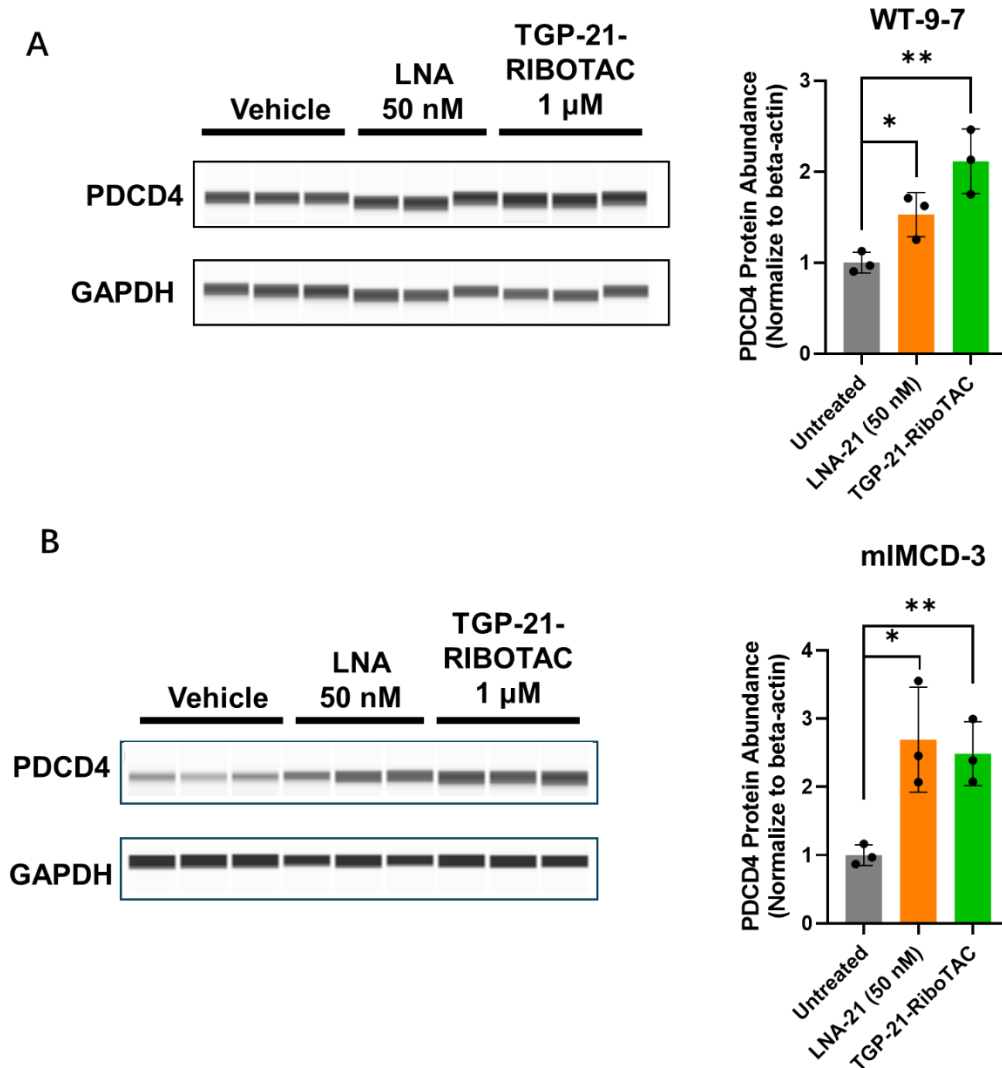 A
Vehicle
LNA
50 nM
TGP-21-
RIBOTAC
1 μM
PDCD4
GAPDH
WT-9-7
**
*
PDCD4 Protein Abundance
(Normalize to beta-actin)
3
2
1
0
Untreated
LNA-21 (50 nM)
TGP-21-RiboTAC
B
Vehicle
LNA
50 nM
TGP-21-
RIBOTAC
1 μM
PDCD4
GAPDH
mIMCD-3
**
*
PDCD4 Protein Abundance
(Normalize to beta-actin)
4
3
2
1
0
Untreated
LNA-21 (50 nM)
TGP-21-RiboTAC